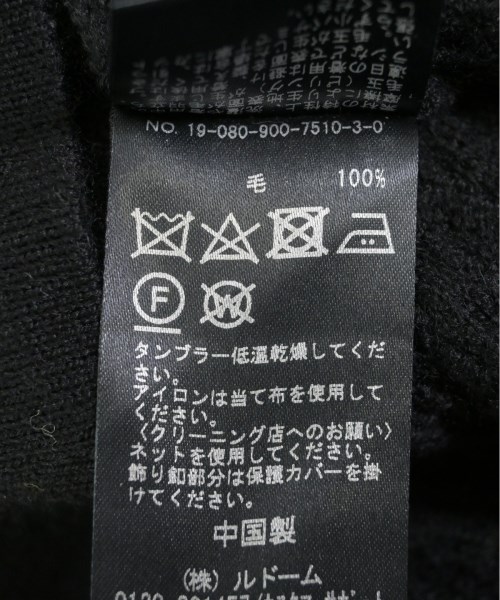 NO. 19-080-900-7510-3-0
毛 100%
F
W
タンブラー低温乾燥してくだ
さい。
アイロンは当て布を使用して
ください。
〈クリーニング店へのお願い〉
ネットを使用してください。
飾り釦部分は保護カバーを掛
けてください。
中国製
(株) ルドーム